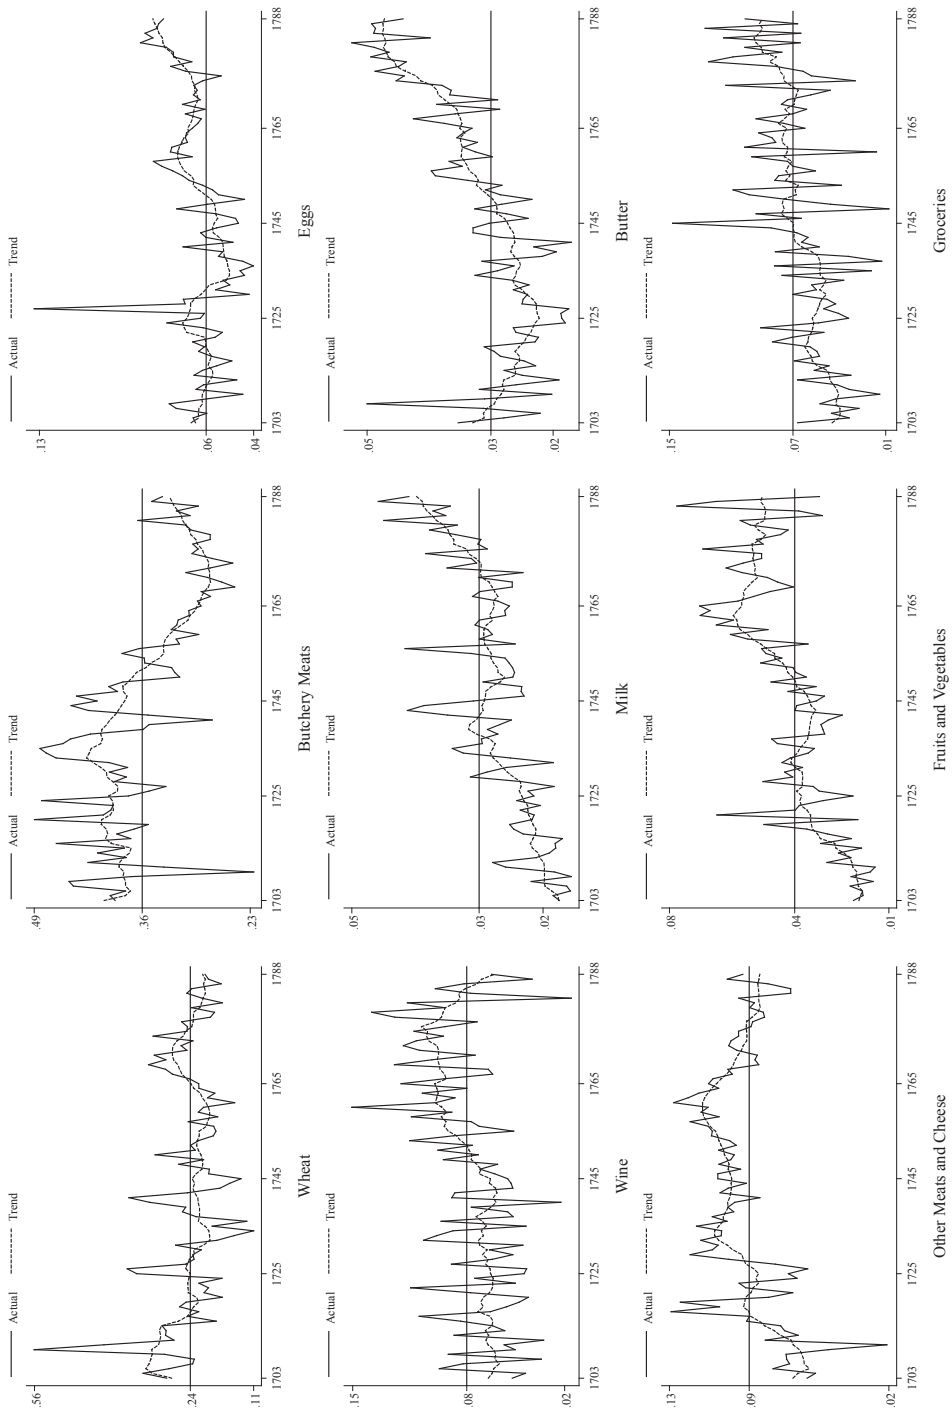 Actual Trend
.56
.24
.11
1703 1725 1745 1765 1788
Wheat
Actual Trend
.49
.36
.23
1703 1725 1745 1765 1788
Butchery Meats
Actual Trend
.13
.06
.04
1703 1725 1745 1765 1788
Eggs
Actual Trend
.15
.08
.02
1703 1725 1745 1765 1788
Wine
Actual Trend
.05
.03
.02
1703 1725 1745 1765 1788
Milk
Actual Trend
.05
.03
.02
1703 1725 1745 1765 1788
Butter
Actual Trend
.13
.09
.02
1703 1725 1745 1765 1788
Other Meats and Cheese
Actual Trend
.08
.04
.01
1703 1725 1745 1765 1788
Fruits and Vegetables
Actual Trend
.15
.07
.01
1703 1725 1745 1765 1788
Groceries